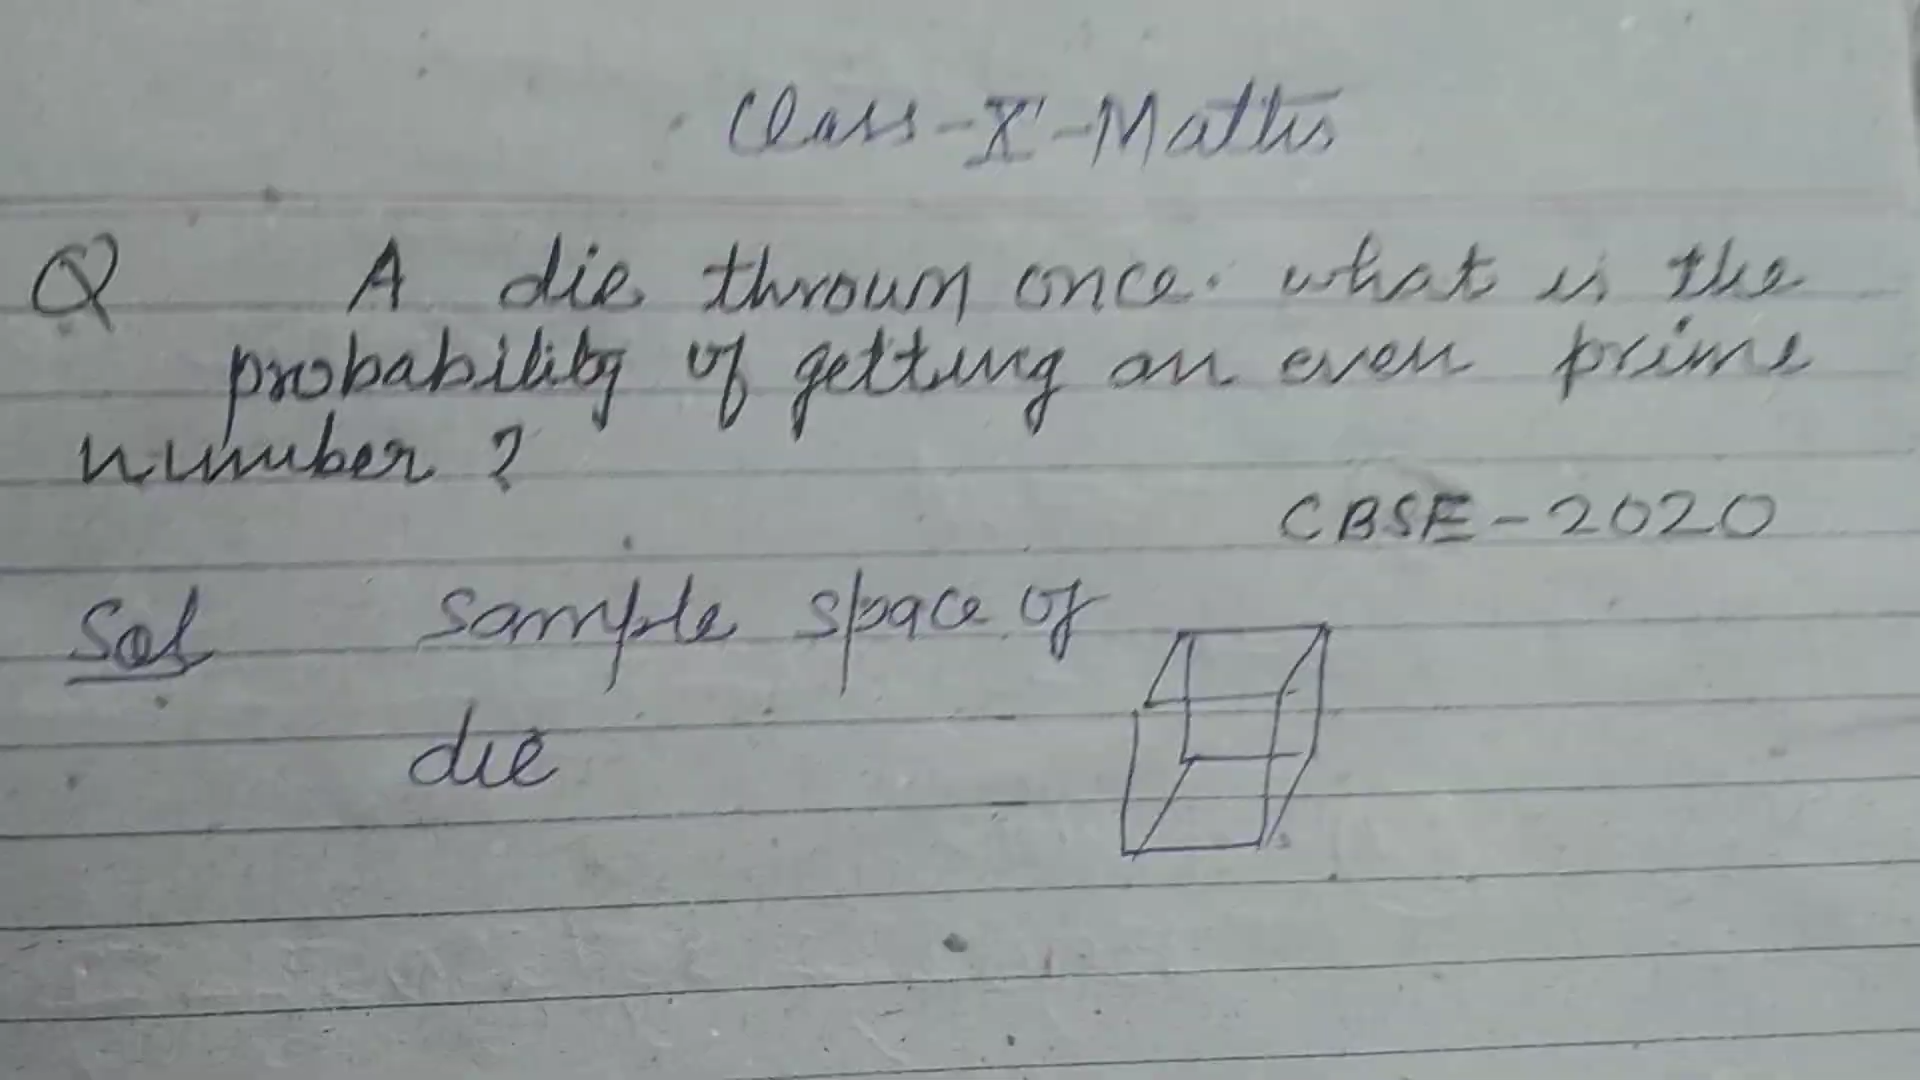 Class-X-Maths
Q A die thrown once. what is the
probability of getting an even prime
number ?
CBSE-2020
Sol Sample space of
die